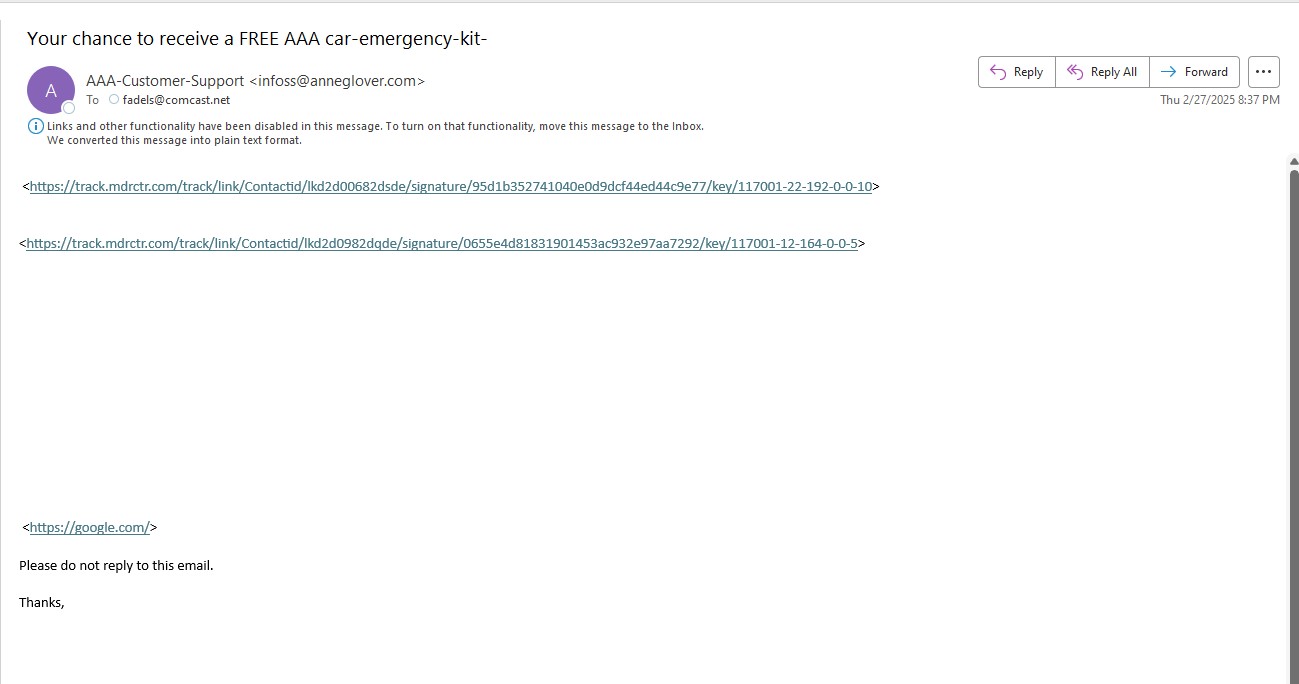 Your chance to receive a FREE AAA car-emergency-kit-
A
AAA-Customer-Support <infoss@anneglover.com>
To fadels@comcast.net
Reply
Reply All
Forward
Thu 2/27/2025 8:37 PM
Links and other functionality have been disabled in this message. To turn on that functionality, move this message to the Inbox.
We converted this message into plain text format.
<https://track.mdrctr.com/track/link/Contactid/lkd2d00682dsde/signature/95d1b352741040e0d9dcf44ed44c9e77/key/117001-22-192-0-0-10>
<https://track.mdrctr.com/track/link/Contactid/lkd2d0982dqde/signature/0655e4d81831901453ac932e97aa7292/key/117001-12-164-0-0-5>
<https://google.com/>
Please do not reply to this email.
Thanks,